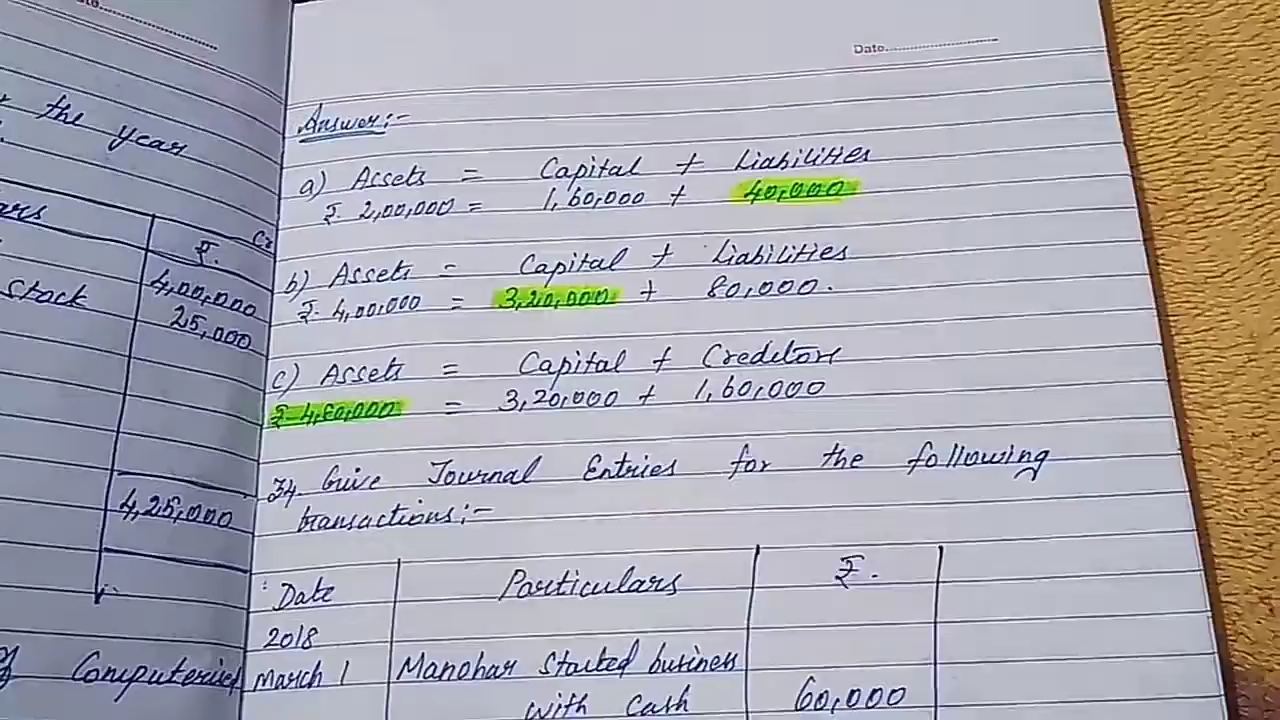 the year
₹. Cr
4,00,000
Stock 25,000
4,25,000
Computerised
Date
Answer:-
a) Assets = Capital + Liabilities
₹. 2,00,000 = 1,60,000 + 40,000
b) Assets = Capital + Liabilities
₹. 4,00,000 = 3,20,000 + 80,000.
c) Assets = Capital + Creditors
₹ 4,80,000 = 3,20,000 + 1,60,000
34. Give Journal Entries for the following
transactions:-
Date Particulars ₹.
2018
March 1 Manohar Started business
with cash 60,000